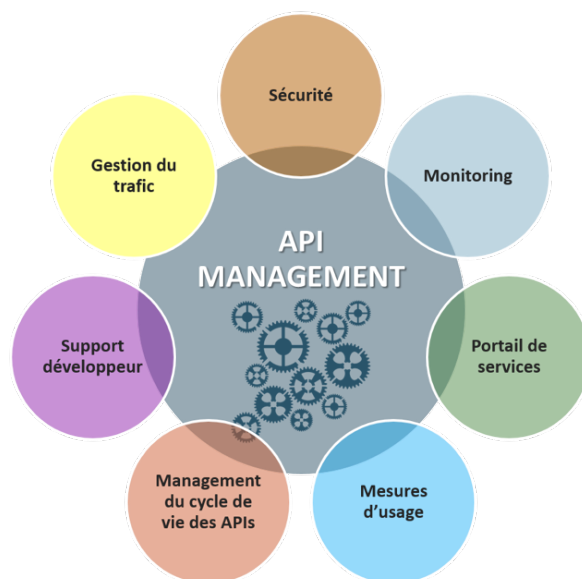 Sécurité
Monitoring
Portail de
services
Mesures
d’usage
Management
du cycle de
vie des APIs
Support
développeur
Gestion du
trafic
API
MANAGEMENT